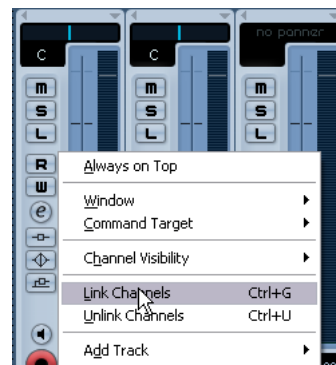 no panner
C C
m m m
S S S
L L L
R
W
e
Always on Top
Window
Command Target
Channel Visibility
Link Channels Ctrl+G
Unlink Channels Ctrl+U
Add Track